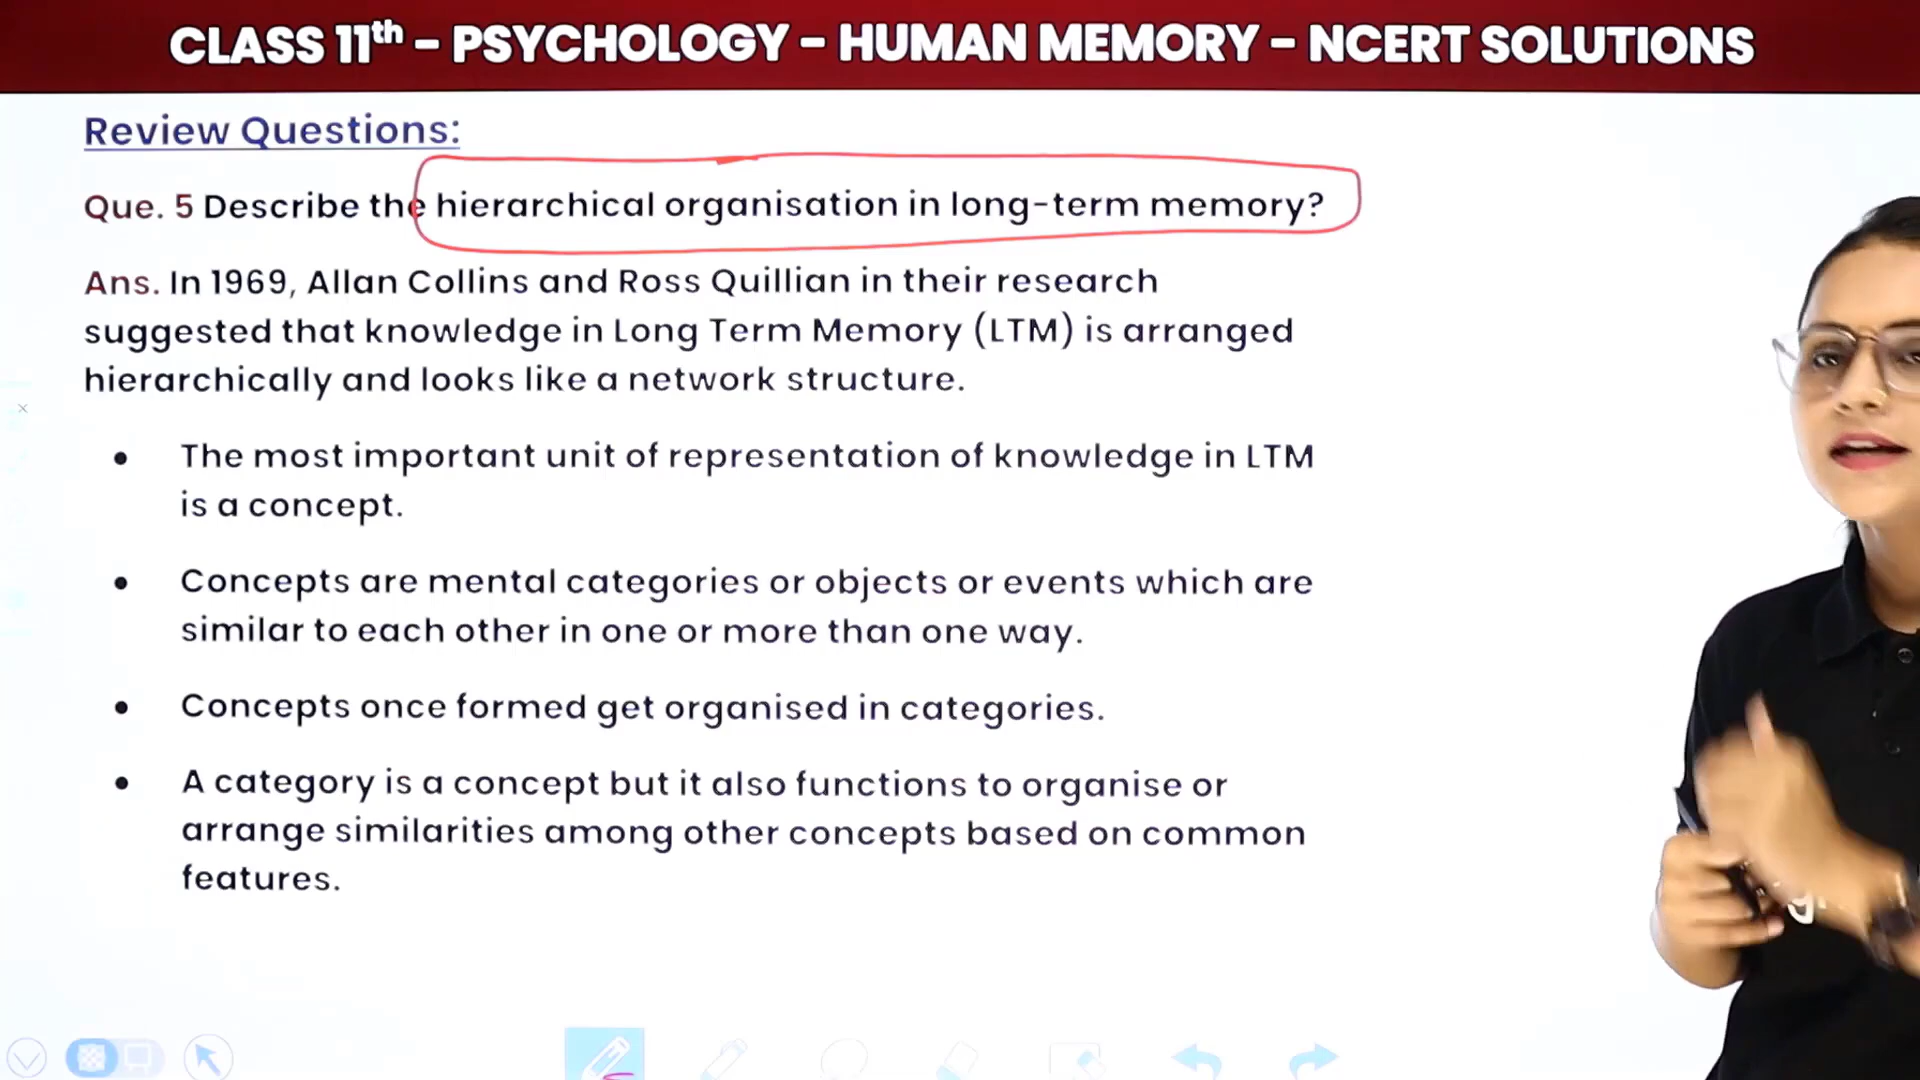 CLASS 11th – PSYCHOLOGY – HUMAN MEMORY – NCERT SOLUTIONS
Review Questions:
Que. 5 Describe the hierarchical organisation in long-term memory?
Ans. In 1969, Allan Collins and Ross Quillian in their research
suggested that knowledge in Long Term Memory (LTM) is arranged
hierarchically and looks like a network structure.
• The most important unit of representation of knowledge in LTM
is a concept.
• Concepts are mental categories or objects or events which are
similar to each other in one or more than one way.
• Concepts once formed get organised in categories.
• A category is a concept but it also functions to organise or
arrange similarities among other concepts based on common
features.